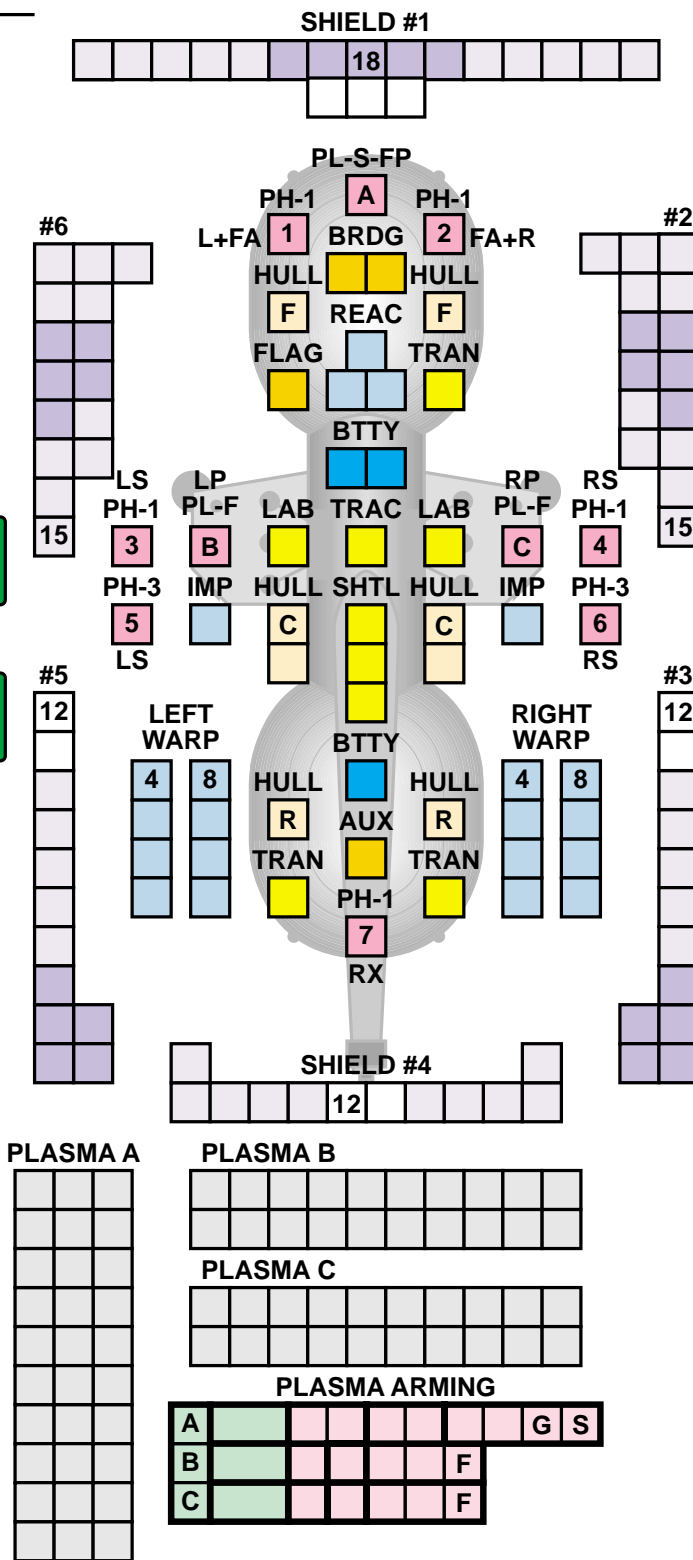 SHIELD #1
18
PL-S-FP
A
PH-1 PH-1
L+FA 1 BRDG 2 FA+R
#6 #2
HULL HULL
F REAC F
FLAG TRAN
BTTY
LS LP RP RS
PH-1 PL-F LAB TRAC LAB PL-F PH-1
15 3 B C 4 15
PH-3 IMP HULL SHTL HULL IMP PH-3
5 C C 6
LS RS
#5 #3
12 LEFT RIGHT 12
WARP BTTY WARP
4 8 HULL HULL 4 8
R AUX R
TRAN TRAN
PH-1
7
RX
SHIELD #4
12
PLASMA A PLASMA B
PLASMA C
PLASMA ARMING
A G S
B F
C F